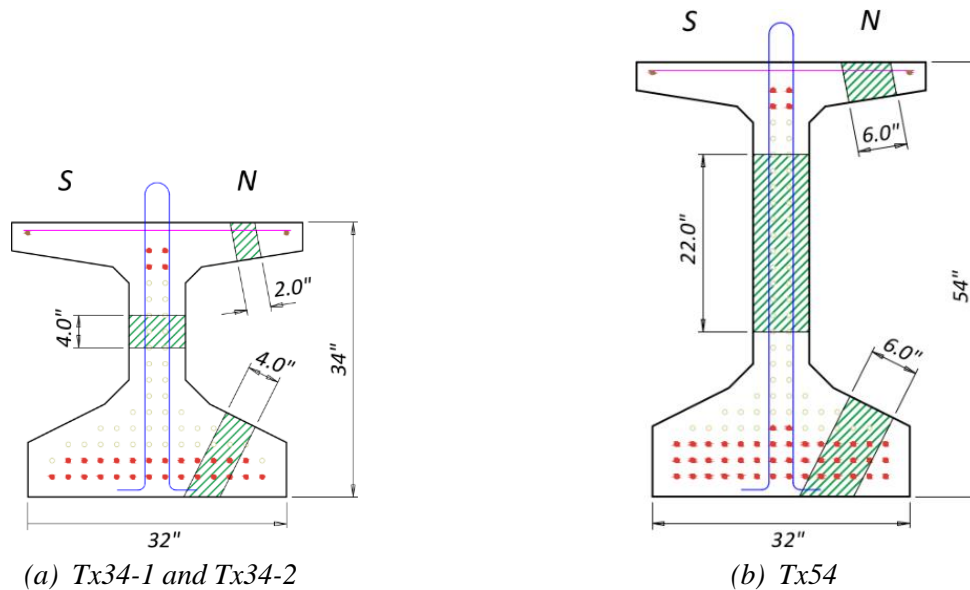 S N
2.0"
4.0"
4.0"
34"
32"
(a) Tx34-1 and Tx34-2
S N
6.0"
22.0"
6.0"
54"
32"
(b) Tx54